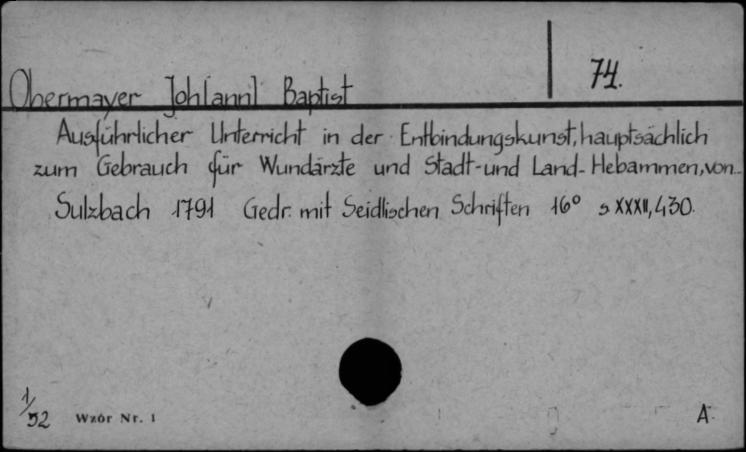 74.
Obermayer Joh[ann] Baptist
Ausführlicher Unterricht in der Entbindungskunst, hauptsächlich
zum Gebrauch für Wundärzte und Stadt-und Land-Hebammen, von..
Sulzbach 1791 Gedr. mit Seidlischen Schriften 16° s. XXXII, 430.
1/52 Wzór Nr. 1 A.